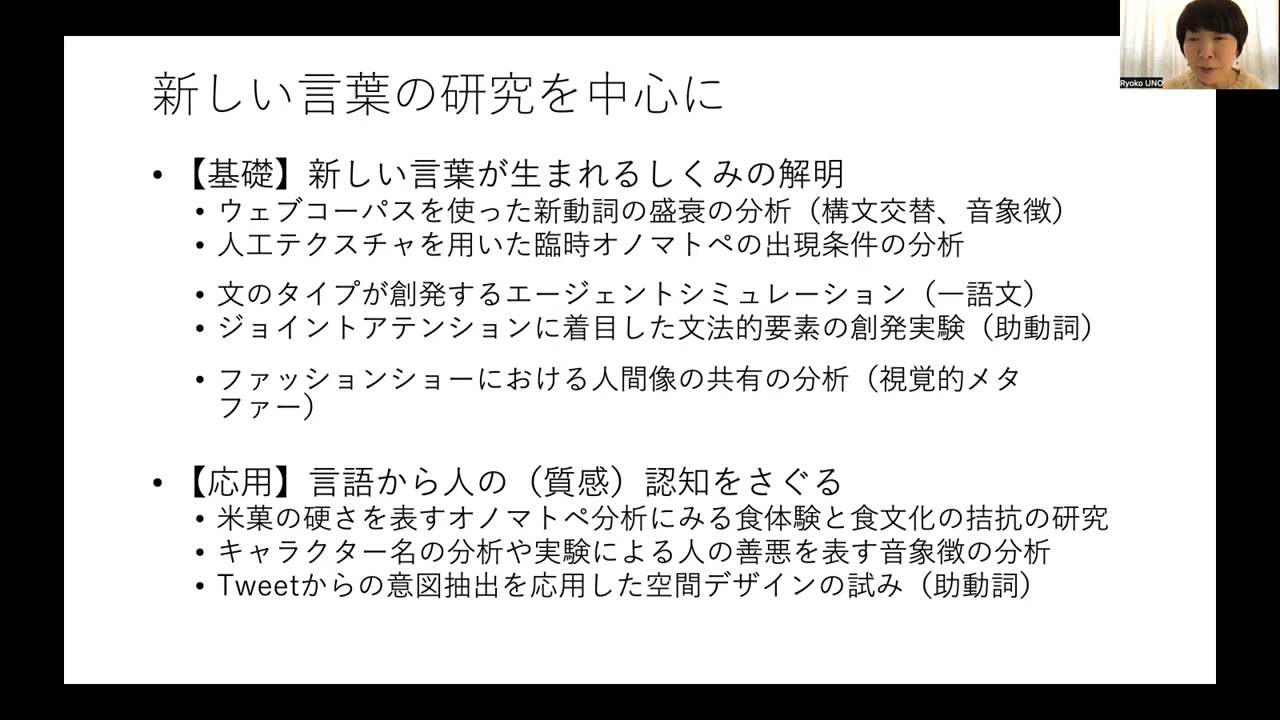 新しい言葉の研究を中心に
Ryoko UNO
• 【基礎】新しい言葉が生まれるしくみの解明
• ウェブコーパスを使った新動詞の盛衰の分析（構文交替、音象徴）
• 人工テクスチャを用いた臨時オノマトペの出現条件の分析
• 文のタイプが創発するエージェントシミュレーション（一語文）
• ジョイントアテンションに着目した文法的要素の創発実験（助動詞）
• ファッションショーにおける人間像の共有の分析（視覚的メタ
ファー）
• 【応用】言語から人の（質感）認知をさぐる
• 米菓の硬さを表すオノマトペ分析にみる食体験と食文化の拮抗の研究
• キャラクター名の分析や実験による人の善悪を表す音象徴の分析
• Tweetからの意図抽出を応用した空間デザインの試み（助動詞）